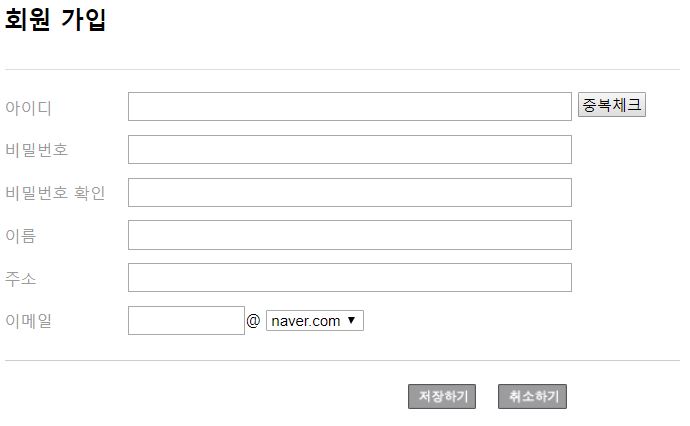 회원 가입
아이디 중복체크
비밀번호
비밀번호 확인
이름
주소
이메일 @ naver.com ▼
저장하기 취소하기